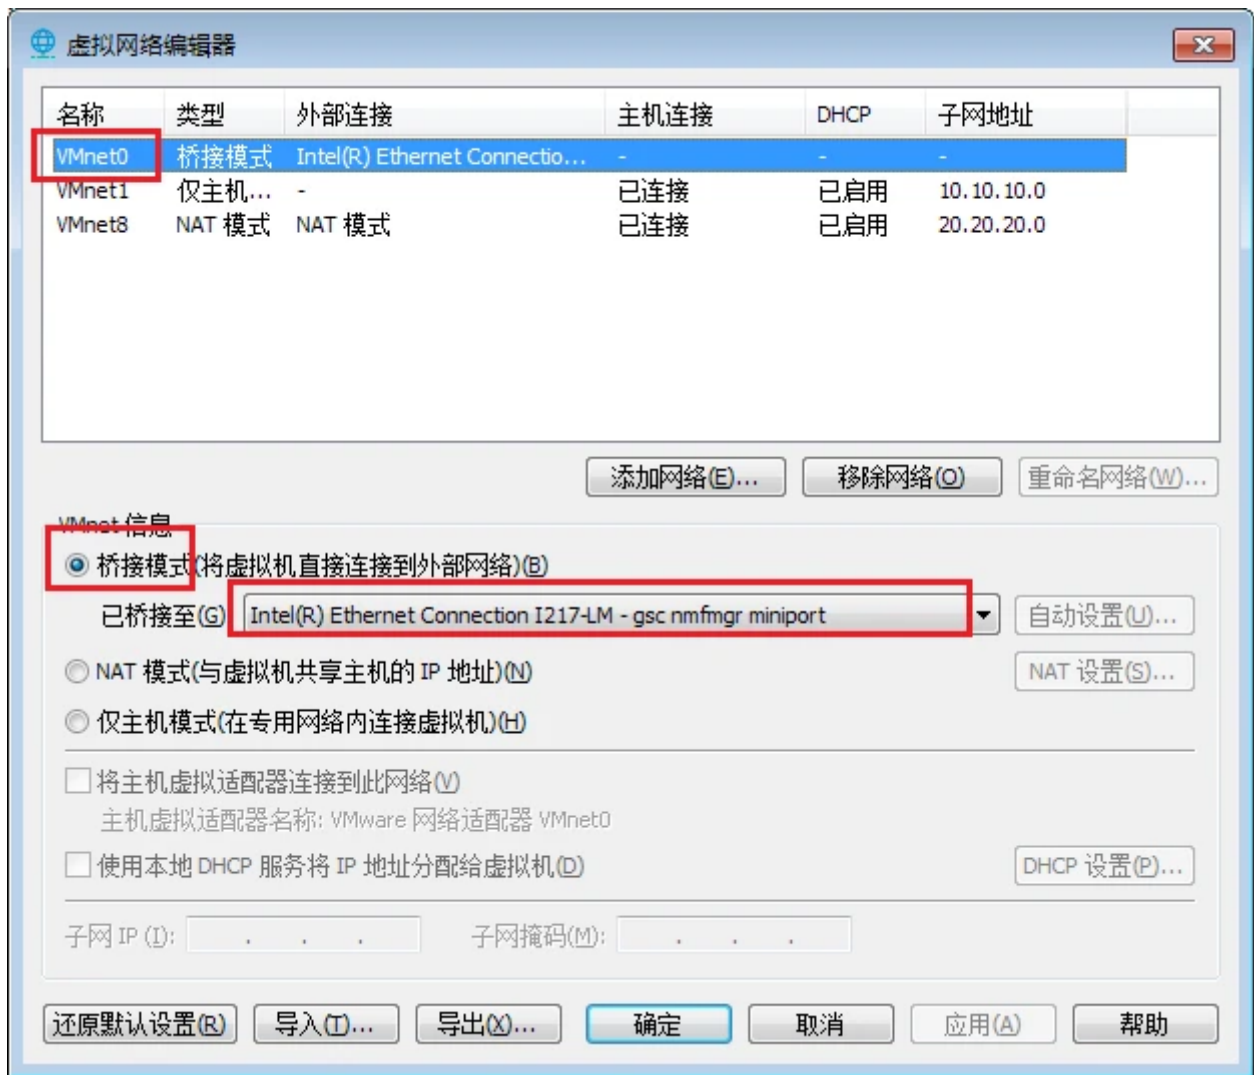 虚拟网络编辑器
名称 类型 外部连接 主机连接 DHCP 子网地址
VMnet0 桥接模式 Intel(R) Ethernet Connectio... - - -
VMnet1 仅主机... - 已连接 已启用 10.10.10.0
VMnet8 NAT 模式 NAT 模式 已连接 已启用 20.20.20.0
添加网络(E)... 移除网络(O) 重命名网络(W)...
VMnet 信息
桥接模式(将虚拟机直接连接到外部网络)(B)
已桥接至(G) Intel(R) Ethernet Connection I217-LM - gsc nmfmgr miniport 自动设置(U)...
NAT 模式(与虚拟机共享主机的 IP 地址)(N) NAT 设置(S)...
仅主机模式(在专用网络内连接虚拟机)(H)
将主机虚拟适配器连接到此网络(V)
主机虚拟适配器名称: VMware 网络适配器 VMnet0
使用本地 DHCP 服务将 IP 地址分配给虚拟机(D) DHCP 设置(P)...
子网 IP (I): . . . 子网掩码(M): . . .
还原默认设置(R) 导入(T)... 导出(X)... 确定 取消 应用(A) 帮助